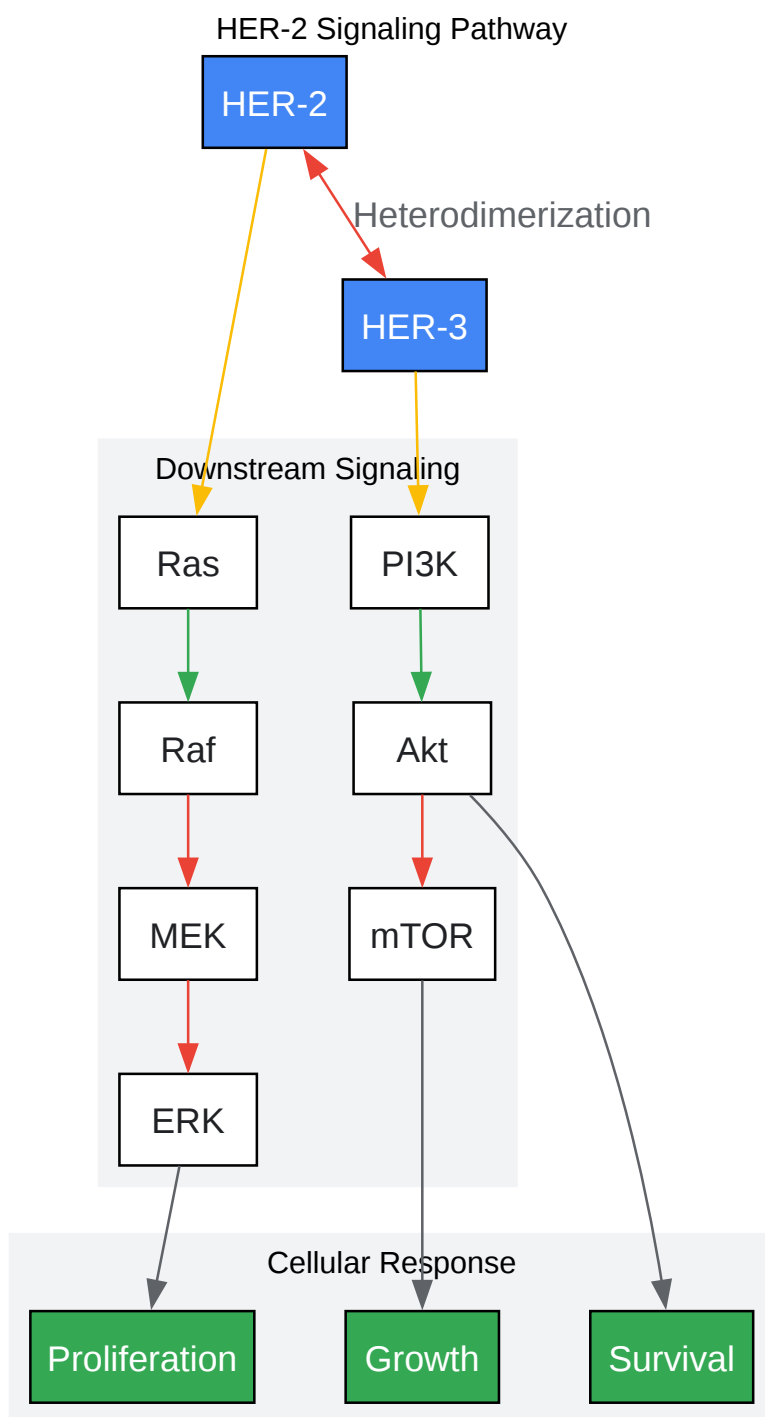 HER-2 Signaling Pathway
HER-2
Heterodimerization
HER-3
Downstream Signaling
Ras
PI3K
Raf
Akt
MEK
mTOR
ERK
Cellular Response
Proliferation
Growth
Survival